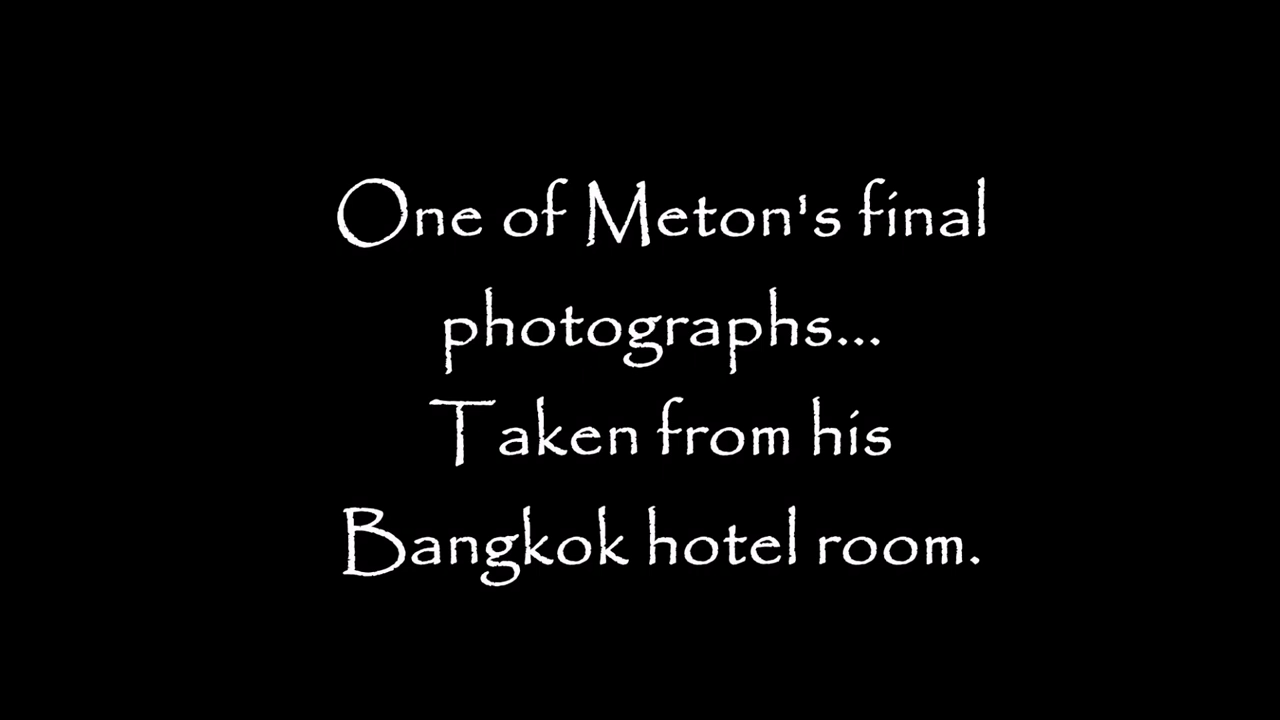 One of Meton's final
photographs...
Taken from his
Bangkok hotel room.